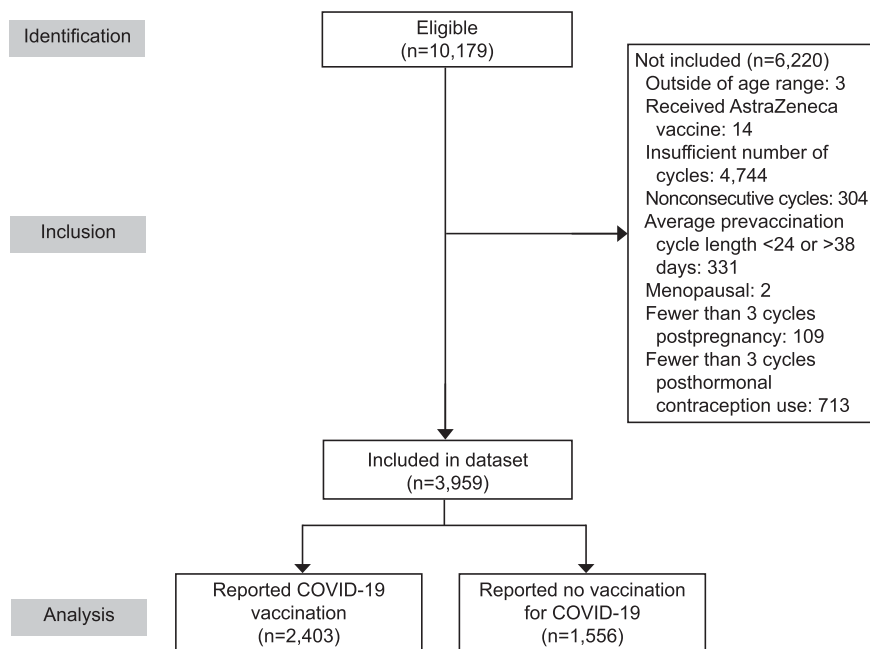 Identification
Eligible
(n=10,179)
Not included (n=6,220)
Outside of age range: 3
Received AstraZeneca
vaccine: 14
Insufficient number of
cycles: 4,744
Nonconsecutive cycles: 304
Average prevaccination
cycle length <24 or >38
days: 331
Menopausal: 2
Fewer than 3 cycles
postpregnancy: 109
Fewer than 3 cycles
posthormonal
contraception use: 713
Inclusion
Included in dataset
(n=3,959)
Analysis
Reported COVID-19
vaccination
(n=2,403)
Reported no vaccination
for COVID-19
(n=1,556)